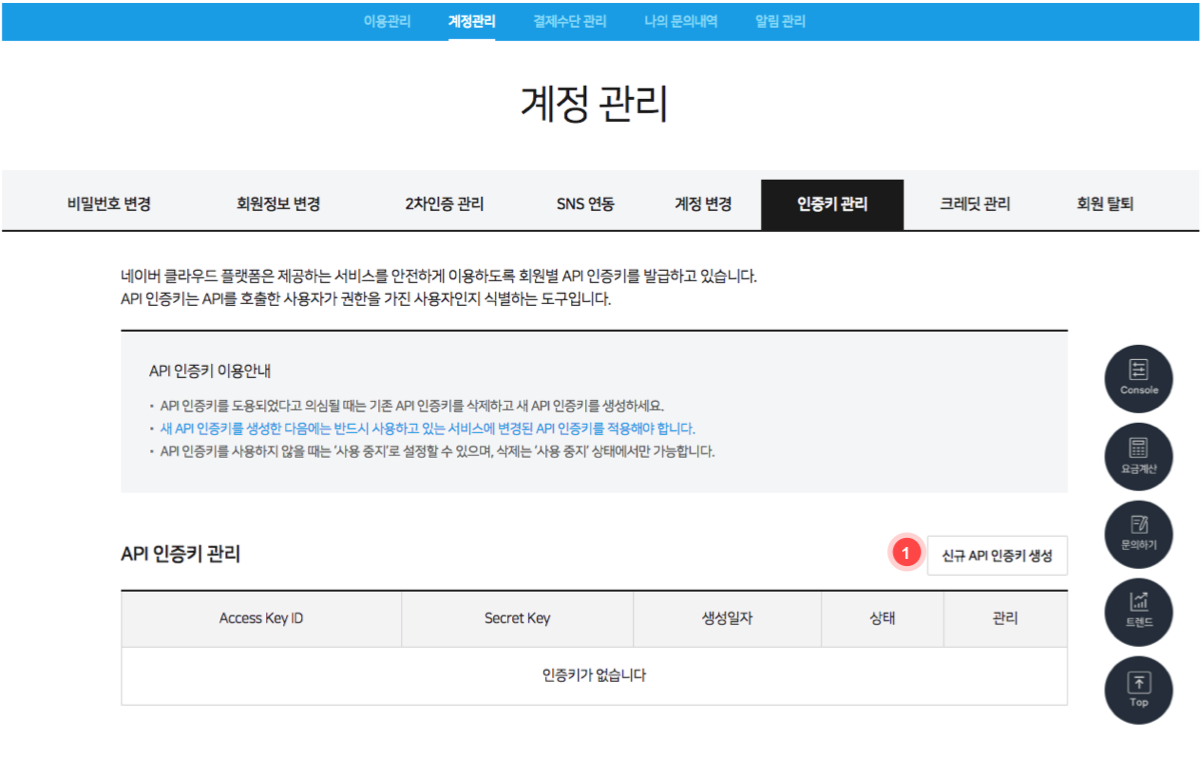 이용관리 계정관리 결제수단 관리 나의 문의내역 알림 관리
계정 관리
비밀번호 변경 회원정보 변경 2차인증 관리 SNS 연동 계정 변경 인증키 관리 크레딧 관리 회원 탈퇴
네이버 클라우드 플랫폼은 제공하는 서비스를 안전하게 이용하도록 회원별 API 인증키를 발급하고 있습니다.
API 인증키는 API를 호출한 사용자가 권한을 가진 사용자인지 식별하는 도구입니다.
API 인증키 이용안내
• API 인증키를 도용되었다고 의심될 때는 기존 API 인증키를 삭제하고 새 API 인증키를 생성하세요.
• 새 API 인증키를 생성한 다음에는 반드시 사용하고 있는 서비스에 변경된 API 인증키를 적용해야 합니다.
• API 인증키를 사용하지 않을 때는 '사용 중지'로 설정할 수 있으며, 삭제는 '사용 중지' 상태에서만 가능합니다.
API 인증키 관리
1 신규 API 인증키 생성
Access Key ID Secret Key 생성일자 상태 관리
인증키가 없습니다
Console
요금계산
문의하기
트렌드
Top